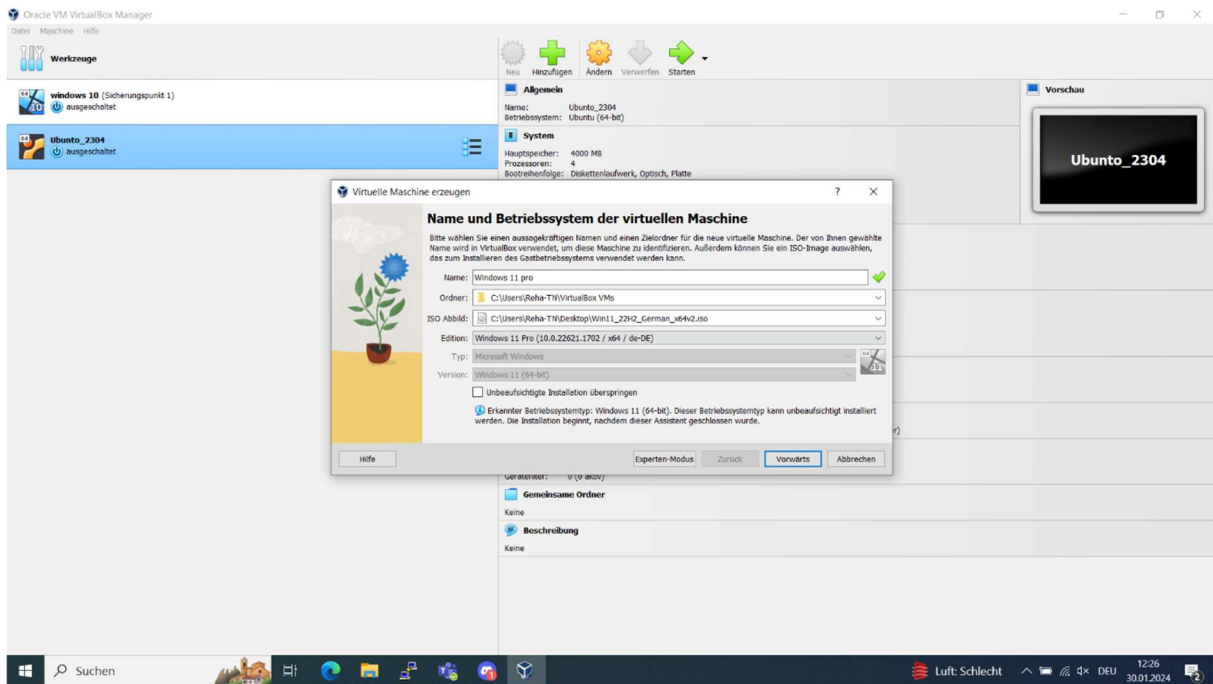 Oracle VM VirtualBox Manager
Datei Maschine Hilfe
Werkzeuge
Neu Hinzufügen Ändern Verwerfen Starten
windows 10 (Sicherungspunkt 1)
ausgeschaltet
Ubunto_2304
ausgeschaltet
Allgemein
Name: Ubunto_2304
Betriebssystem: Ubuntu (64-bit)
System
Hauptspeicher: 4000 MB
Prozessoren: 4
Bootreihenfolge: Diskettenlaufwerk, Optisch, Platte
Vorschau
Ubunto_2304
Virtuelle Maschine erzeugen
Name und Betriebssystem der virtuellen Maschine
Bitte wählen Sie einen aussagekräftigen Namen und einen Zielordner für die neue virtuelle Maschine. Der von Ihnen gewählte
Name wird in VirtualBox verwendet, um diese Maschine zu identifizieren. Außerdem können Sie ein ISO-Image auswählen,
das zum Installieren des Gastbetriebssystems verwendet werden kann.
Name: Windows 11 pro
Ordner: C:\Users\Reha-TN\VirtualBox VMs
ISO Abbild: C:\Users\Reha-TN\Desktop\Win11_22H2_German_x64v2.iso
Edition: Windows 11 Pro (10.0.22621.1702 / x64 / de-DE)
Typ: Microsoft Windows
Version: Windows 11 (64-bit)
Unbeaufsichtigte Installation überspringen
Erkannter Betriebssystemtyp: Windows 11 (64-bit). Dieser Betriebssystemtyp kann unbeaufsichtigt installiert
werden. Die Installation beginnt, nachdem dieser Assistent geschlossen wurde.
Hilfe Experten-Modus Zurück Vorwärts Abbrechen
Gemeinsame Ordner
Keine
Beschreibung
Keine
Suchen
Luft: Schlecht DEU 12:26
30.01.2024